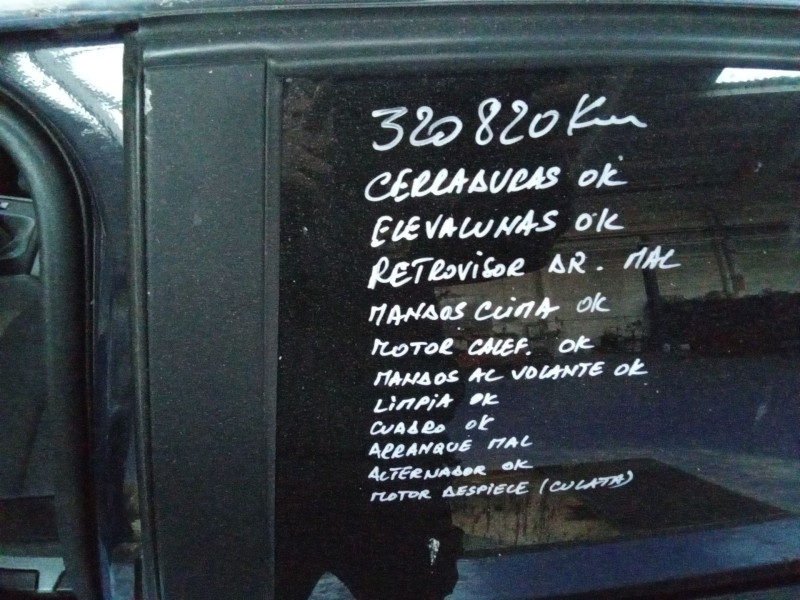 320820 Km
CERRADURAS OK
ELEVALUNAS OK
RETROVISOR DR. MAL
MANDOS CLIMA OK
MOTOR CALEF. OK
MANDOS AL VOLANTE OK
LIMPIA OK
CUADRO OK
ARRANQUE MAL
ALTERNADOR OK
MOTOR DESPIECE (CULATA)